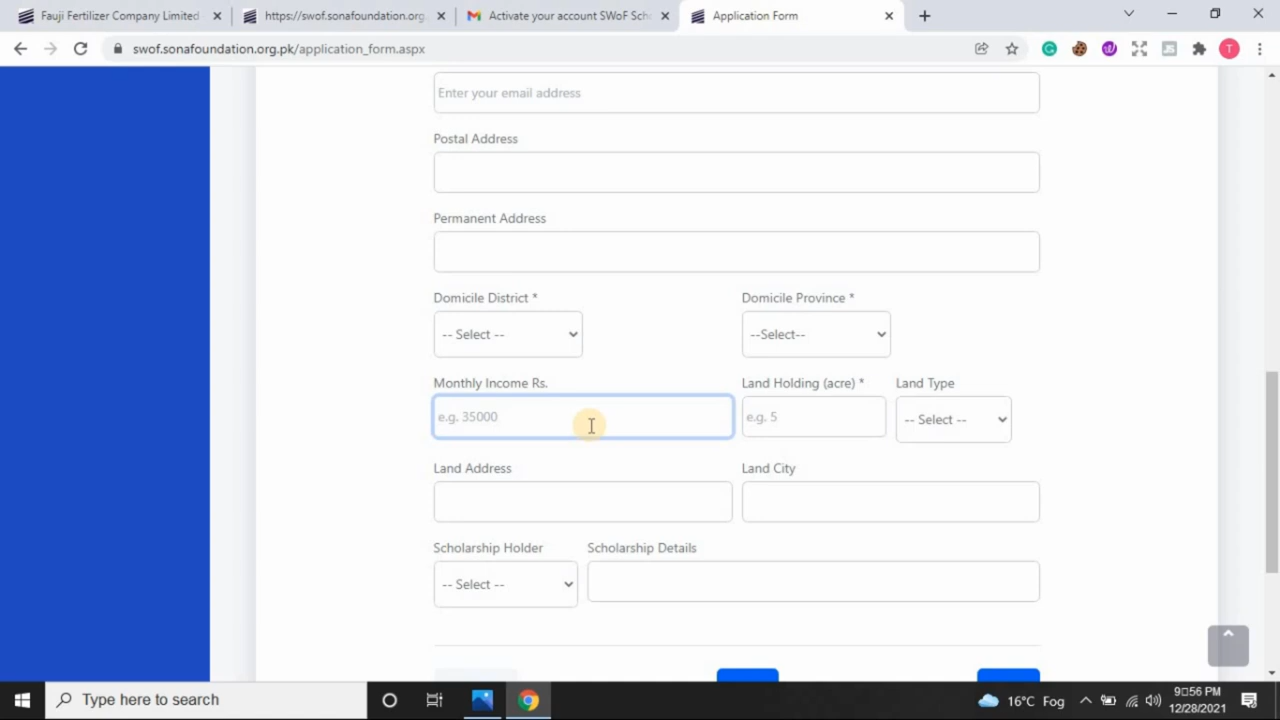 Fauji Fertilizer Company Limited
https://swof.sonafoundation.org
Activate your account SWoF Sch
Application Form
swof.sonafoundation.org.pk/application_form.aspx
T
Enter your email address
Postal Address
Permanent Address
Domicile District * Domicile Province *
-- Select -- --Select--
Monthly Income Rs. Land Holding (acre) * Land Type
e.g. 35000 e.g. 5 -- Select --
Land Address Land City
Scholarship Holder Scholarship Details
-- Select --
Type here to search
16°C Fog
9:56 PM
12/28/2021